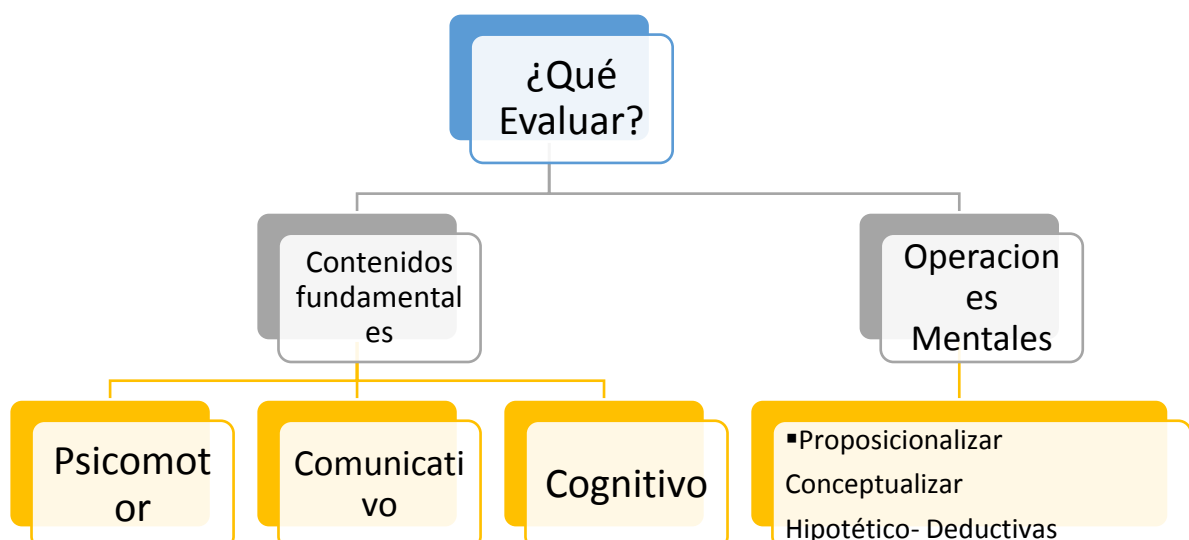 ¿Qué
Evaluar?
Contenidos
fundamental
es
Operacion
es
Mentales
Psicomot
or
Comunicati
vo
Cognitivo
▪Proposicionalizar
Conceptualizar
Hipotético- Deductivas